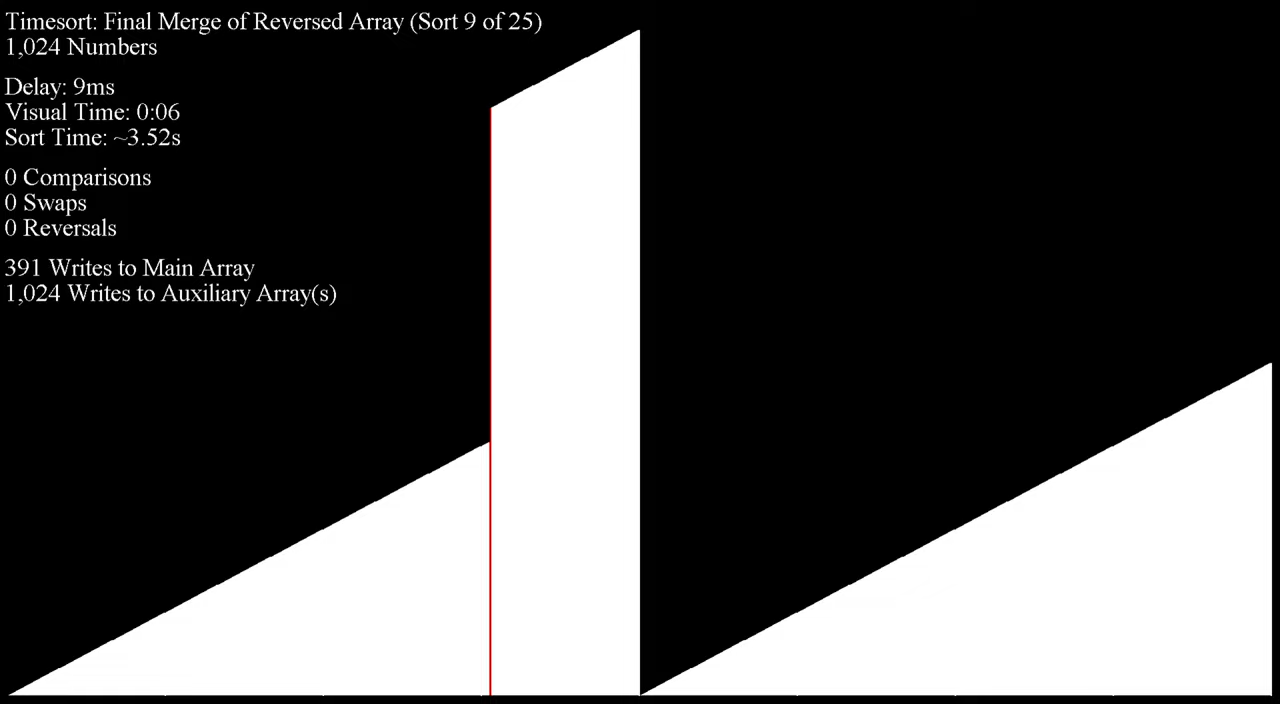 Timesort: Final Merge of Reversed Array (Sort 9 of 25)
1,024 Numbers
Delay: 9ms
Visual Time: 0:06
Sort Time: ~3.52s
0 Comparisons
0 Swaps
0 Reversals
391 Writes to Main Array
1,024 Writes to Auxiliary Array(s)